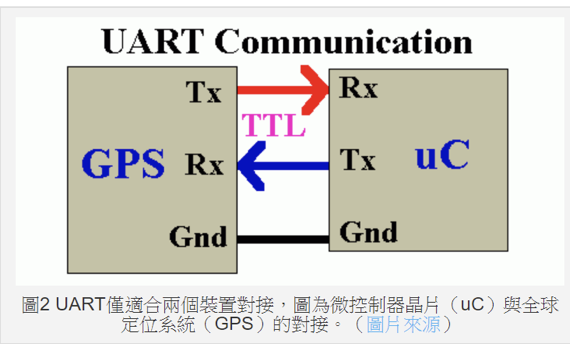 UART Communication
Tx
Rx
TTL
GPS
Rx
Tx
uC
Gnd
Gnd
圖2 UART僅適合兩個裝置對接，圖為微控制器晶片（uC）與全球
定位系統（GPS）的對接。（圖片來源）